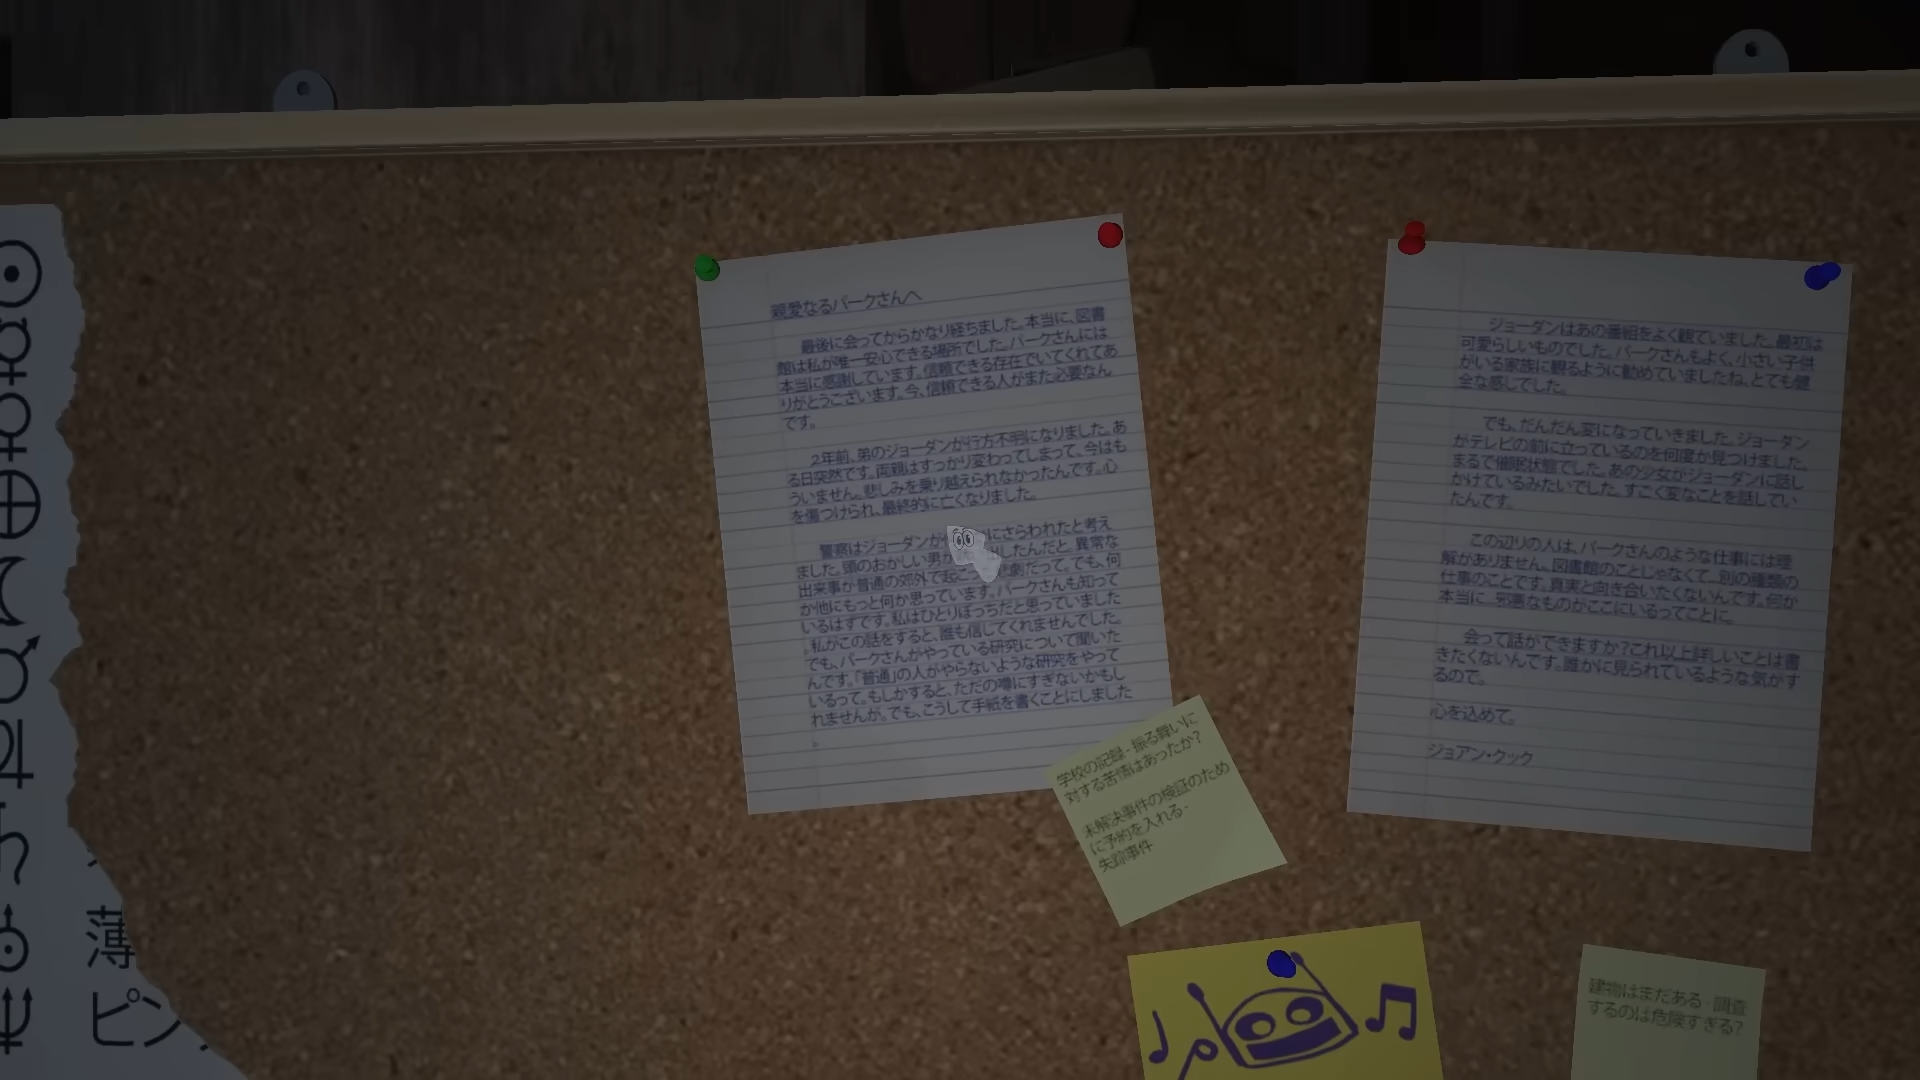 親愛なるパークさんへ
最後に会ってからかなり経ちました。本当に、図書
館は私が唯一安心できる場所でした。パークさんには
本当に感謝しています。信頼できる存在でいてくれてあ
りがとうございます。今、信頼できる人がまた必要なん
です。
2年前、弟のジョーダンが行方不明になりました。あ
る日突然です。両親はすっかり変わってしまって、今はも
ういません。悲しみを乗り越えられなかったんです。心
を傷つけられ、最終的に亡くなりました。
警察はジョーダンが にさらわれたと考え
ました。頭のおかしい男が したんだと。異常な
出来事が普通の郊外で起こ 劇だって。でも、何
か他にもっと何か思っています。パークさんも知って
いるはずです。私はひとりぼっちだと思っていました
。私がこの話をすると、誰も信じてくれませんでした。
でも、パークさんがやっている研究について聞いた
んです。「普通」の人がやらないような研究をやって
いるって。もしかすると、ただの噂にすぎないかもし
れませんが。でも、こうして手紙を書くことにしました
。
ジョーダンはあの番組をよく観ていました。最初は
可愛らしいものでした。パークさんもよく、小さい子供
がいる家族に観るように勧めていましたね。とても健
全な感じでした。
でも、だんだん変になっていきました。ジョーダン
がテレビの前に立っているのを何度か見つけました。
まるで催眠状態でした。あの少女がジョーダンに話し
かけているみたいでした。すごく変なことを話してい
たんです。
この辺りの人は、パークさんのような仕事には理
解がありません。図書館のことじゃなくて、別の種類の
仕事のことです。真実と向き合いたくないんです。何か
本当に…邪悪なものがここにいるってことに。
会って話ができますか?これ以上詳しいことは書
きたくないんです。誰かに見られているような気がす
るので。
心を込めて。
ジョアン・クック
学校の記録 - 振る舞いに
対する苦情はあったか?
未解決事件の検証のため
に予約を入れる -
失踪事件
建物はまだある - 調査
するのは危険すぎる?
薄
ピン